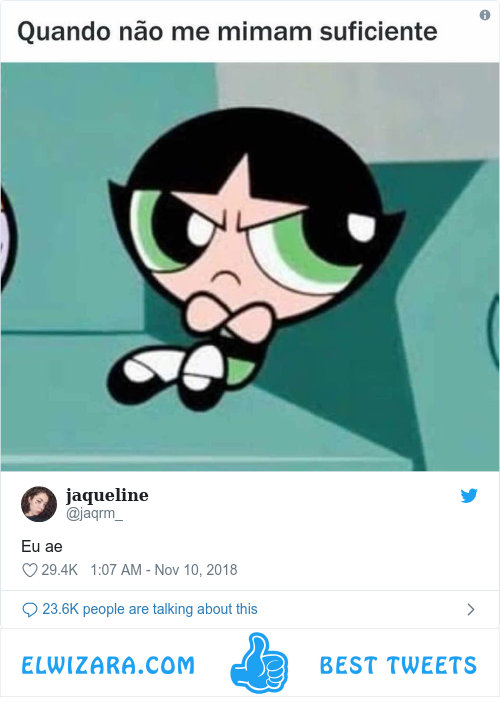 Quando não me mimam suficiente
jaqueline
@jaqrm_
Eu ae
29.4K 1:07 AM - Nov 10, 2018
23.6K people are talking about this
ELWIZARA.COM BEST TWEETS